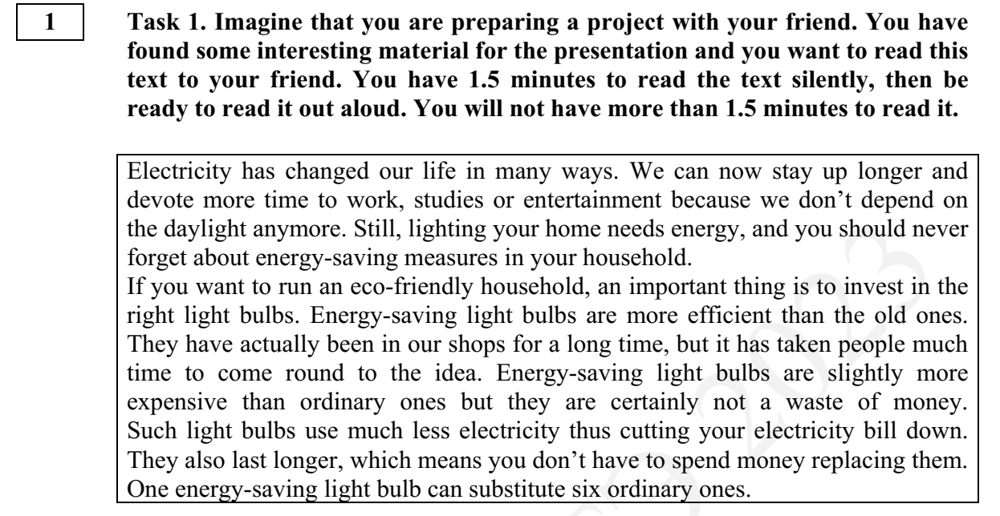 1
Task 1. Imagine that you are preparing a project with your friend. You have
found some interesting material for the presentation and you want to read this
text to your friend. You have 1.5 minutes to read the text silently, then be
ready to read it out aloud. You will not have more than 1.5 minutes to read it.
Electricity has changed our life in many ways. We can now stay up longer and
devote more time to work, studies or entertainment because we don’t depend on
the daylight anymore. Still, lighting your home needs energy, and you should never
forget about energy-saving measures in your household.
If you want to run an eco-friendly household, an important thing is to invest in the
right light bulbs. Energy-saving light bulbs are more efficient than the old ones.
They have actually been in our shops for a long time, but it has taken people much
time to come round to the idea. Energy-saving light bulbs are slightly more
expensive than ordinary ones but they are certainly not a waste of money.
Such light bulbs use much less electricity thus cutting your electricity bill down.
They also last longer, which means you don’t have to spend money replacing them.
One energy-saving light bulb can substitute six ordinary ones.
2023